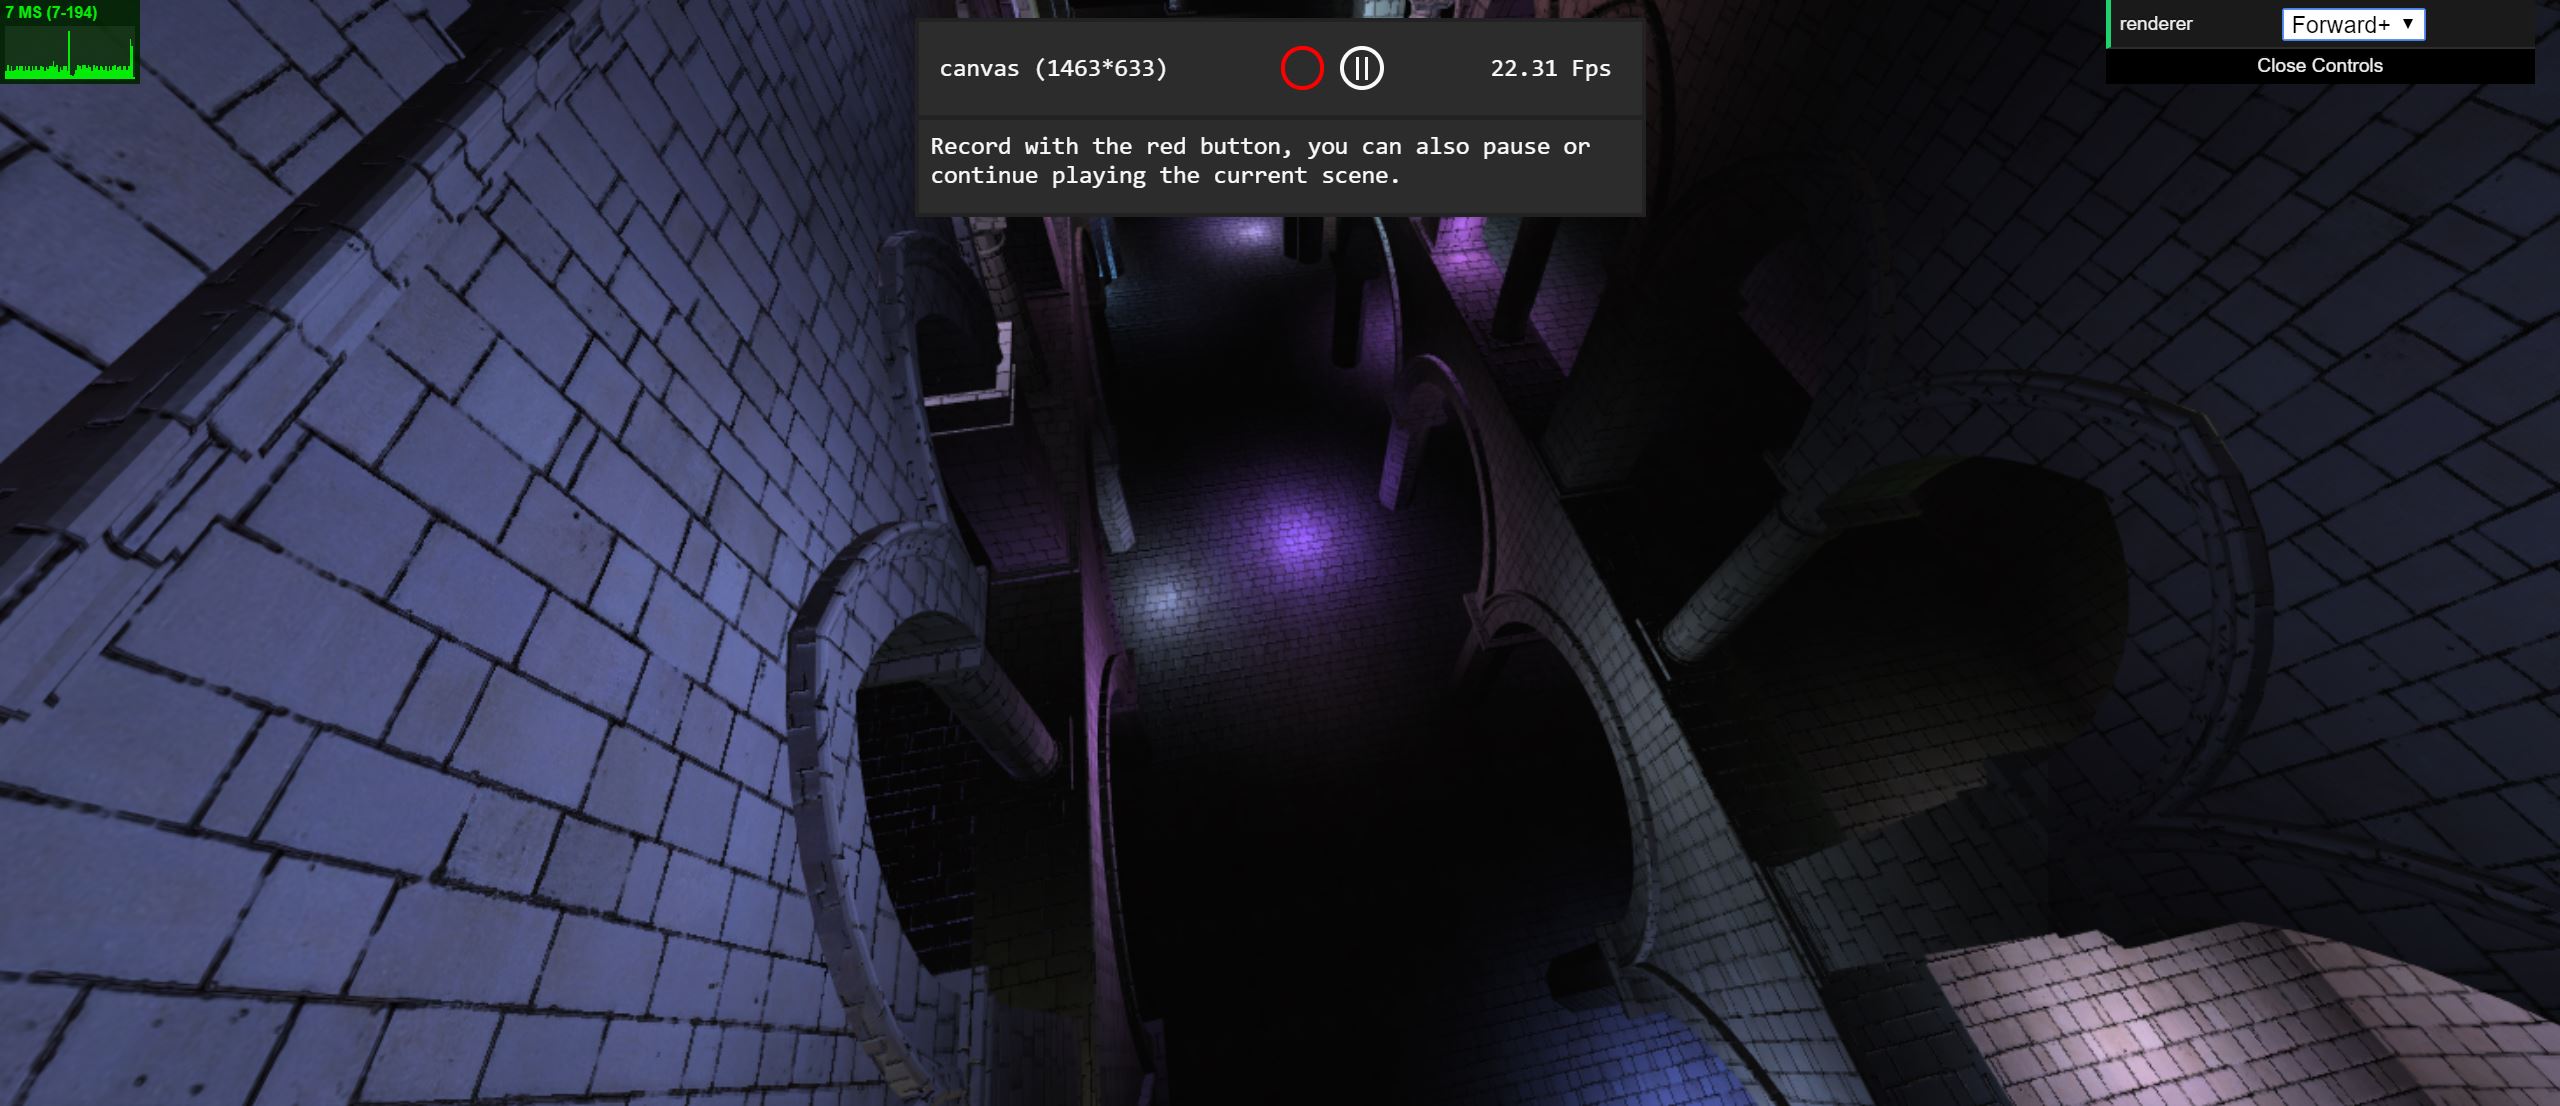 7 MS (7-194)
canvas (1463*633)
22.31 Fps
Record with the red button, you can also pause or
continue playing the current scene.
renderer
Forward+
Close Controls